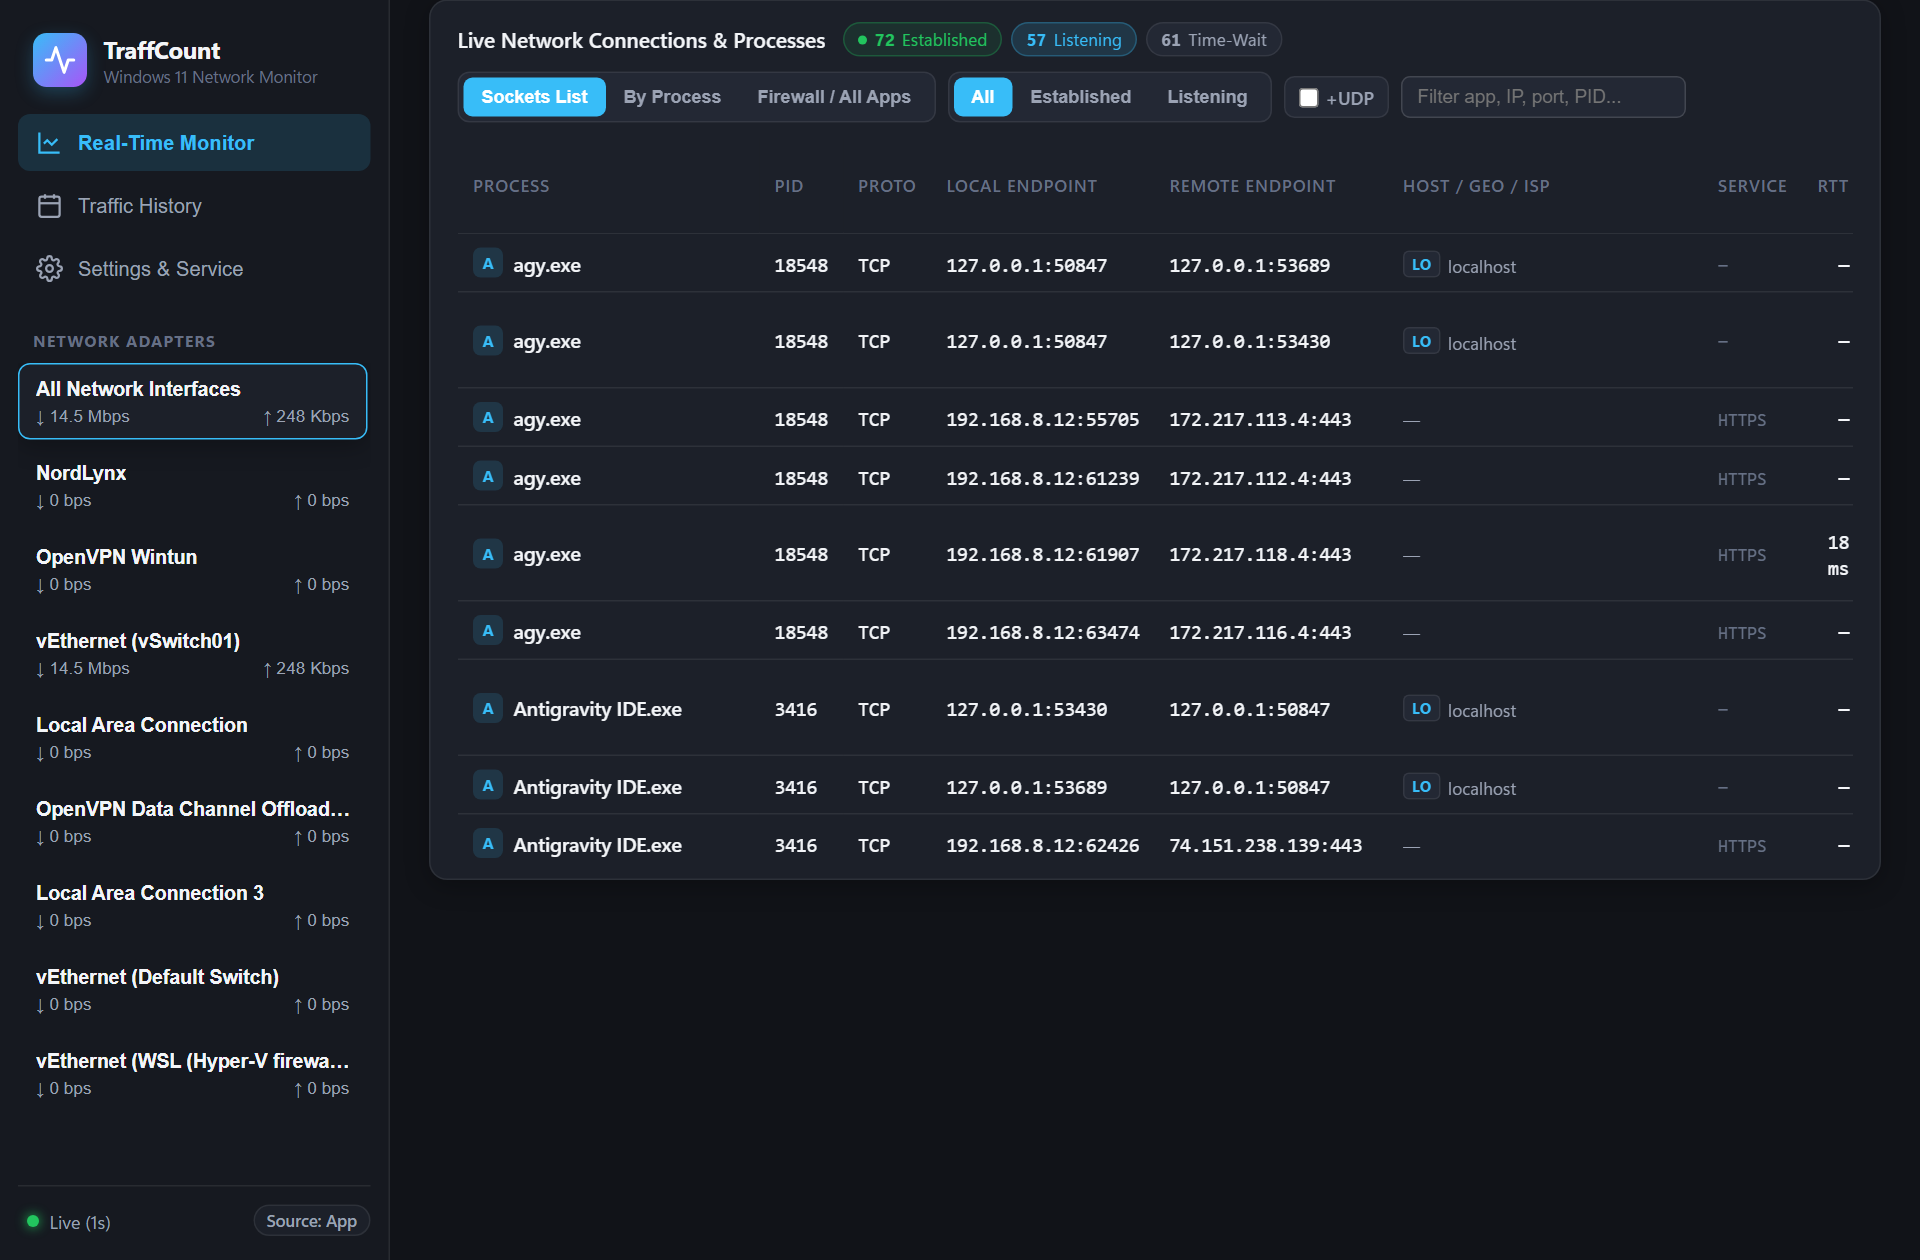 TraffCount
Windows 11 Network Monitor
Real-Time Monitor
Traffic History
Settings & Service
NETWORK ADAPTERS
All Network Interfaces
↓ 14.5 Mbps ↑ 248 Kbps
NordLynx
↓ 0 bps ↑ 0 bps
OpenVPN Wintun
↓ 0 bps ↑ 0 bps
vEthernet (vSwitch01)
↓ 14.5 Mbps ↑ 248 Kbps
Local Area Connection
↓ 0 bps ↑ 0 bps
OpenVPN Data Channel Offload...
↓ 0 bps ↑ 0 bps
Local Area Connection 3
↓ 0 bps ↑ 0 bps
vEthernet (Default Switch)
↓ 0 bps ↑ 0 bps
vEthernet (WSL (Hyper-V firewa...
↓ 0 bps ↑ 0 bps
Live (1s) Source: App
Live Network Connections & Processes 72 Established 57 Listening 61 Time-Wait
Sockets List By Process Firewall / All Apps All Established Listening +UDP Filter app, IP, port, PID...
PROCESS PID PROTO LOCAL ENDPOINT REMOTE ENDPOINT HOST / GEO / ISP SERVICE RTT
A agy.exe 18548 TCP 127.0.0.1:50847 127.0.0.1:53689 LO localhost – —
A agy.exe 18548 TCP 127.0.0.1:50847 127.0.0.1:53430 LO localhost – —
A agy.exe 18548 TCP 192.168.8.12:55705 172.217.113.4:443 — HTTPS —
A agy.exe 18548 TCP 192.168.8.12:61239 172.217.112.4:443 — HTTPS —
A agy.exe 18548 TCP 192.168.8.12:61907 172.217.118.4:443 — HTTPS 18
ms
A agy.exe 18548 TCP 192.168.8.12:63474 172.217.116.4:443 — HTTPS —
A Antigravity IDE.exe 3416 TCP 127.0.0.1:53430 127.0.0.1:50847 LO localhost – —
A Antigravity IDE.exe 3416 TCP 127.0.0.1:53689 127.0.0.1:50847 LO localhost – —
A Antigravity IDE.exe 3416 TCP 192.168.8.12:62426 74.151.238.139:443 — HTTPS —